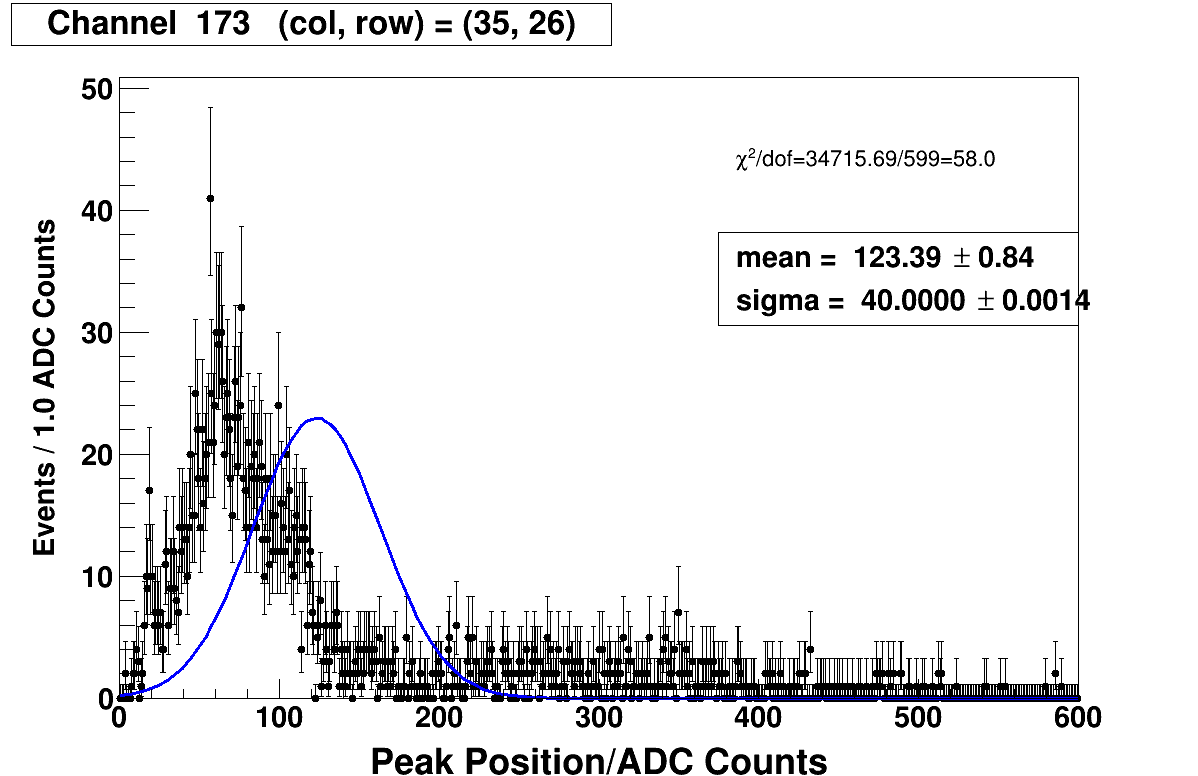 Channel 173 (col, row) = (35, 26)
50
40
30
20
10
0
Events / 1.0 ADC Counts
χ²/dof=34715.69/599=58.0
mean = 123.39 ± 0.84
sigma = 40.0000 ± 0.0014
0 100 200 300 400 500 600
Peak Position/ADC Counts